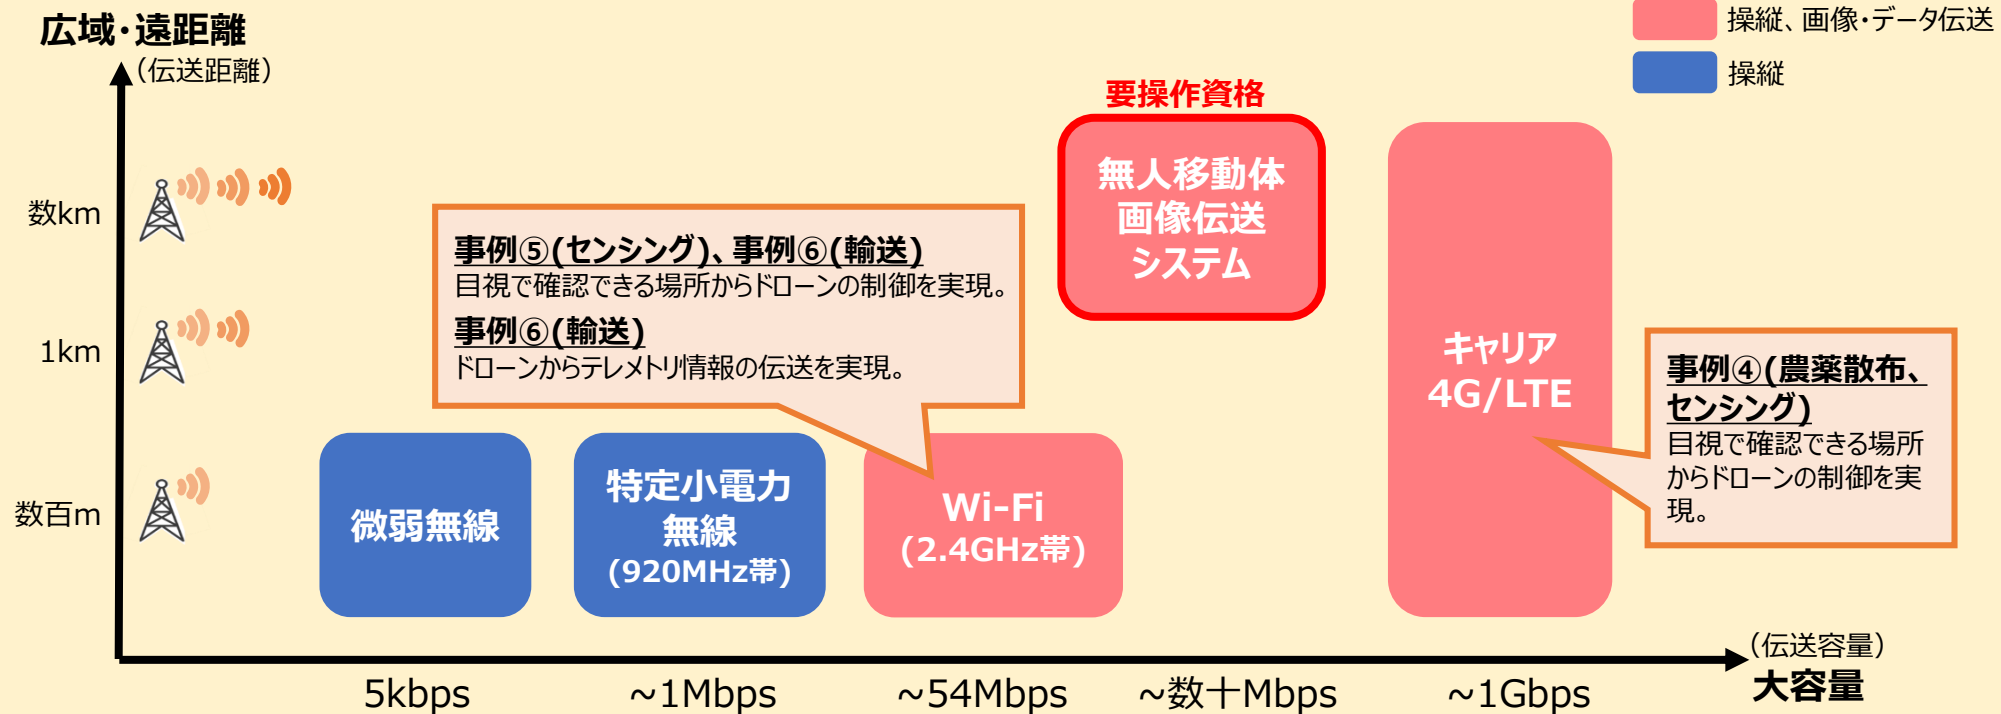 広域・遠距離
（伝送距離）
操縦、画像・データ伝送
操縦
要操作資格
無人移動体
画像伝送
システム
数km
1km
数百m
事例⑤(センシング)、事例⑥(輸送)
目視で確認できる場所からドローンの制御を実現。
事例⑥(輸送)
ドローンからテレメトリ情報の伝送を実現。
キャリア
4G/LTE
事例④(農薬散布、
センシング)
目視で確認できる場所
からドローンの制御を実
現。
微弱無線
特定小電力
無線
(920MHz帯)
Wi-Fi
(2.4GHz帯)
（伝送容量）
大容量
5kbps
~1Mbps
~54Mbps
~数十Mbps
~1Gbps